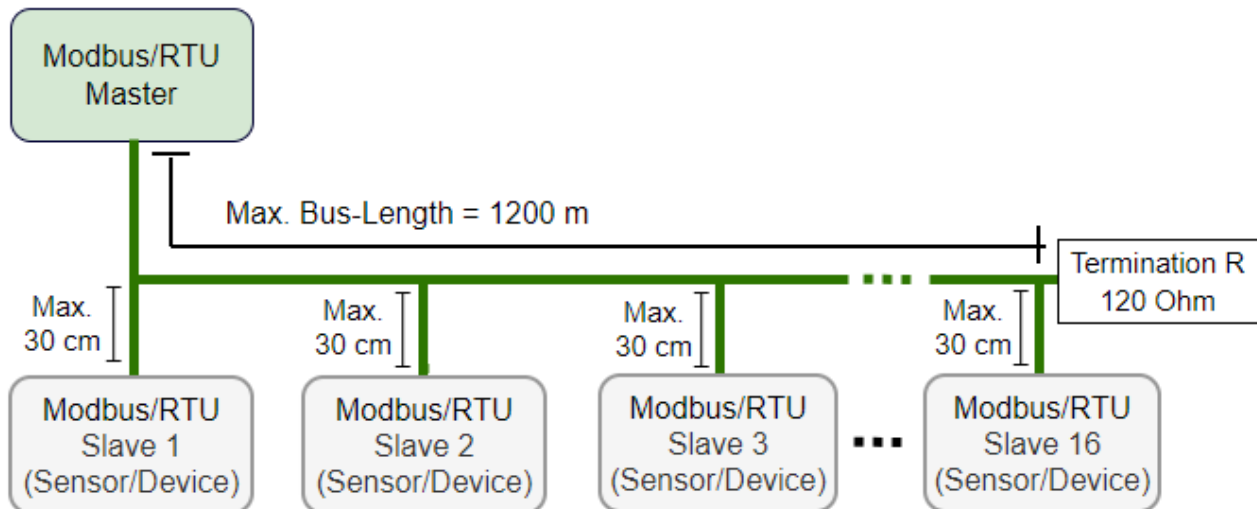 Modbus/RTU
Master
Max. Bus-Length = 1200 m
Termination R
120 Ohm
Max.
30 cm
Max.
30 cm
Max.
30 cm
Max.
30 cm
Modbus/RTU
Slave 1
(Sensor/Device)
Modbus/RTU
Slave 2
(Sensor/Device)
Modbus/RTU
Slave 3
(Sensor/Device)
Modbus/RTU
Slave 16
(Sensor/Device)